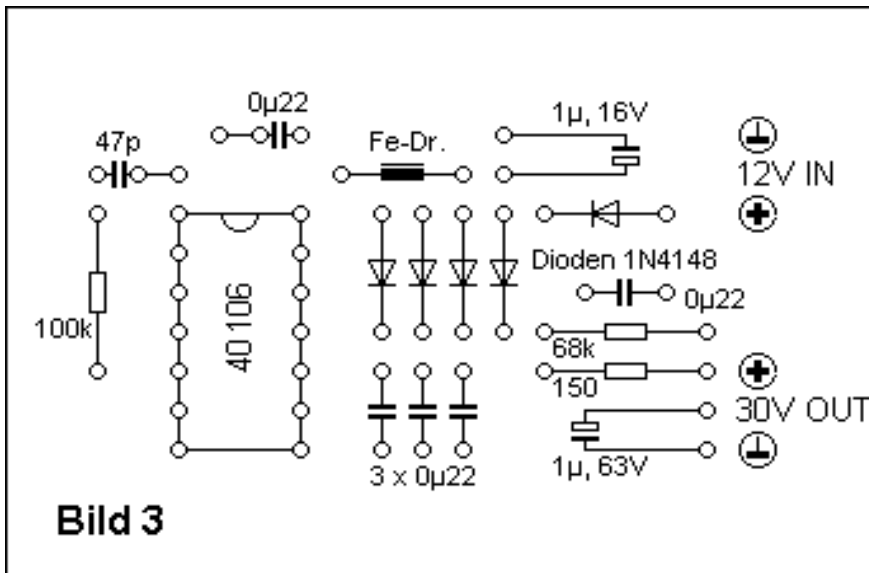 0µ22
1µ, 16V
47p
Fe-Dr.
12V IN
Dioden 1N4148
0µ22
100k
40106
68k
150
30V OUT
3 x 0µ22
1µ, 63V
Bild 3